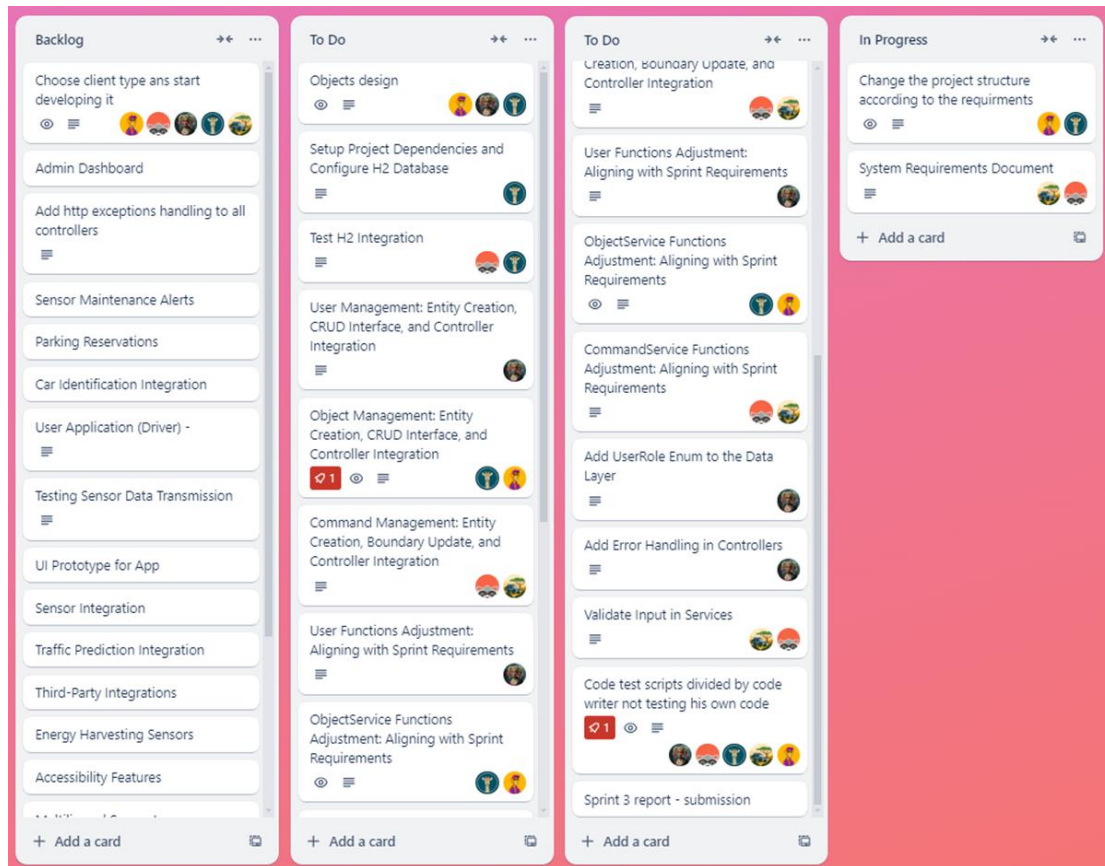 Backlog
Choose client type ans start
developing it
Admin Dashboard
Add http exceptions handling to all
controllers
Sensor Maintenance Alerts
Parking Reservations
Car Identification Integration
User Application (Driver) -
Testing Sensor Data Transmission
UI Prototype for App
Sensor Integration
Traffic Prediction Integration
Third-Party Integrations
Energy Harvesting Sensors
Accessibility Features
+ Add a card
To Do
Objects design
Setup Project Dependencies and
Configure H2 Database
Test H2 Integration
User Management: Entity Creation,
CRUD Interface, and Controller
Integration
Object Management: Entity
Creation, CRUD Interface, and
Controller Integration
1
Command Management: Entity
Creation, Boundary Update, and
Controller Integration
User Functions Adjustment:
Aligning with Sprint Requirements
ObjectService Functions
Adjustment: Aligning with Sprint
Requirements
+ Add a card
To Do
Creation, Boundary Update, and
Controller Integration
User Functions Adjustment:
Aligning with Sprint Requirements
ObjectService Functions
Adjustment: Aligning with Sprint
Requirements
CommandService Functions
Adjustment: Aligning with Sprint
Requirements
Add UserRole Enum to the Data
Layer
Add Error Handling in Controllers
Validate Input in Services
Code test scripts divided by code
writer not testing his own code
1
Sprint 3 report - submission
+ Add a card
In Progress
Change the project structure
according to the requirments
System Requirements Document
+ Add a card